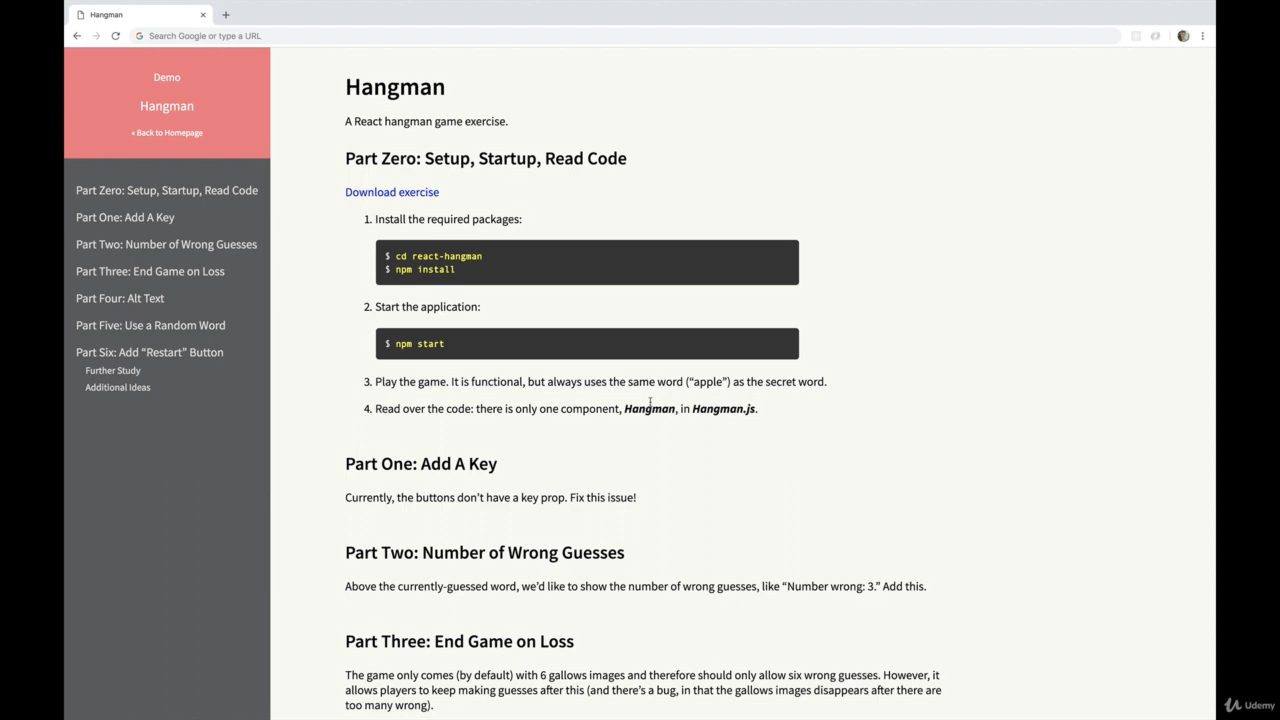 Hangman
Search Google or type a URL
Demo
Hangman
« Back to Homepage
Part Zero: Setup, Startup, Read Code
Part One: Add A Key
Part Two: Number of Wrong Guesses
Part Three: End Game on Loss
Part Four: Alt Text
Part Five: Use a Random Word
Part Six: Add “Restart” Button
Further Study
Additional Ideas
Hangman
A React hangman game exercise.
Part Zero: Setup, Startup, Read Code
Download exercise
1. Install the required packages:
$ cd react-hangman
$ npm install
2. Start the application:
$ npm start
3. Play the game. It is functional, but always uses the same word (“apple”) as the secret word.
4. Read over the code: there is only one component, Hangman, in Hangman.js.
Part One: Add A Key
Currently, the buttons don’t have a key prop. Fix this issue!
Part Two: Number of Wrong Guesses
Above the currently-guessed word, we’d like to show the number of wrong guesses, like “Number wrong: 3.” Add this.
Part Three: End Game on Loss
The game only comes (by default) with 6 gallows images and therefore should only allow six wrong guesses. However, it
allows players to keep making guesses after this (and there’s a bug, in that the gallows images disappears after there are
too many wrong).
Udemy